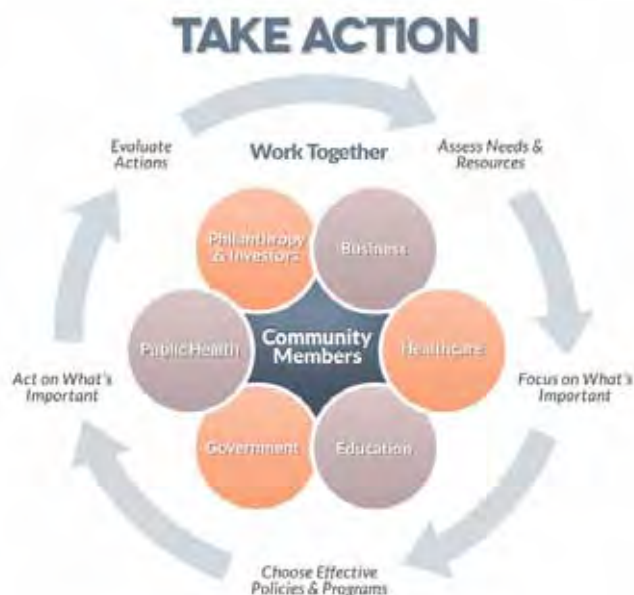 TAKE ACTION
Evaluate
Actions
Work Together
Assess Needs &
Resources
Philanthropy
& Investors
Business
Public Health
Community
Members
Healthcare
Act on What's
Important
Focus on What's
Important
Government
Education
Choose Effective
Policies & Programs